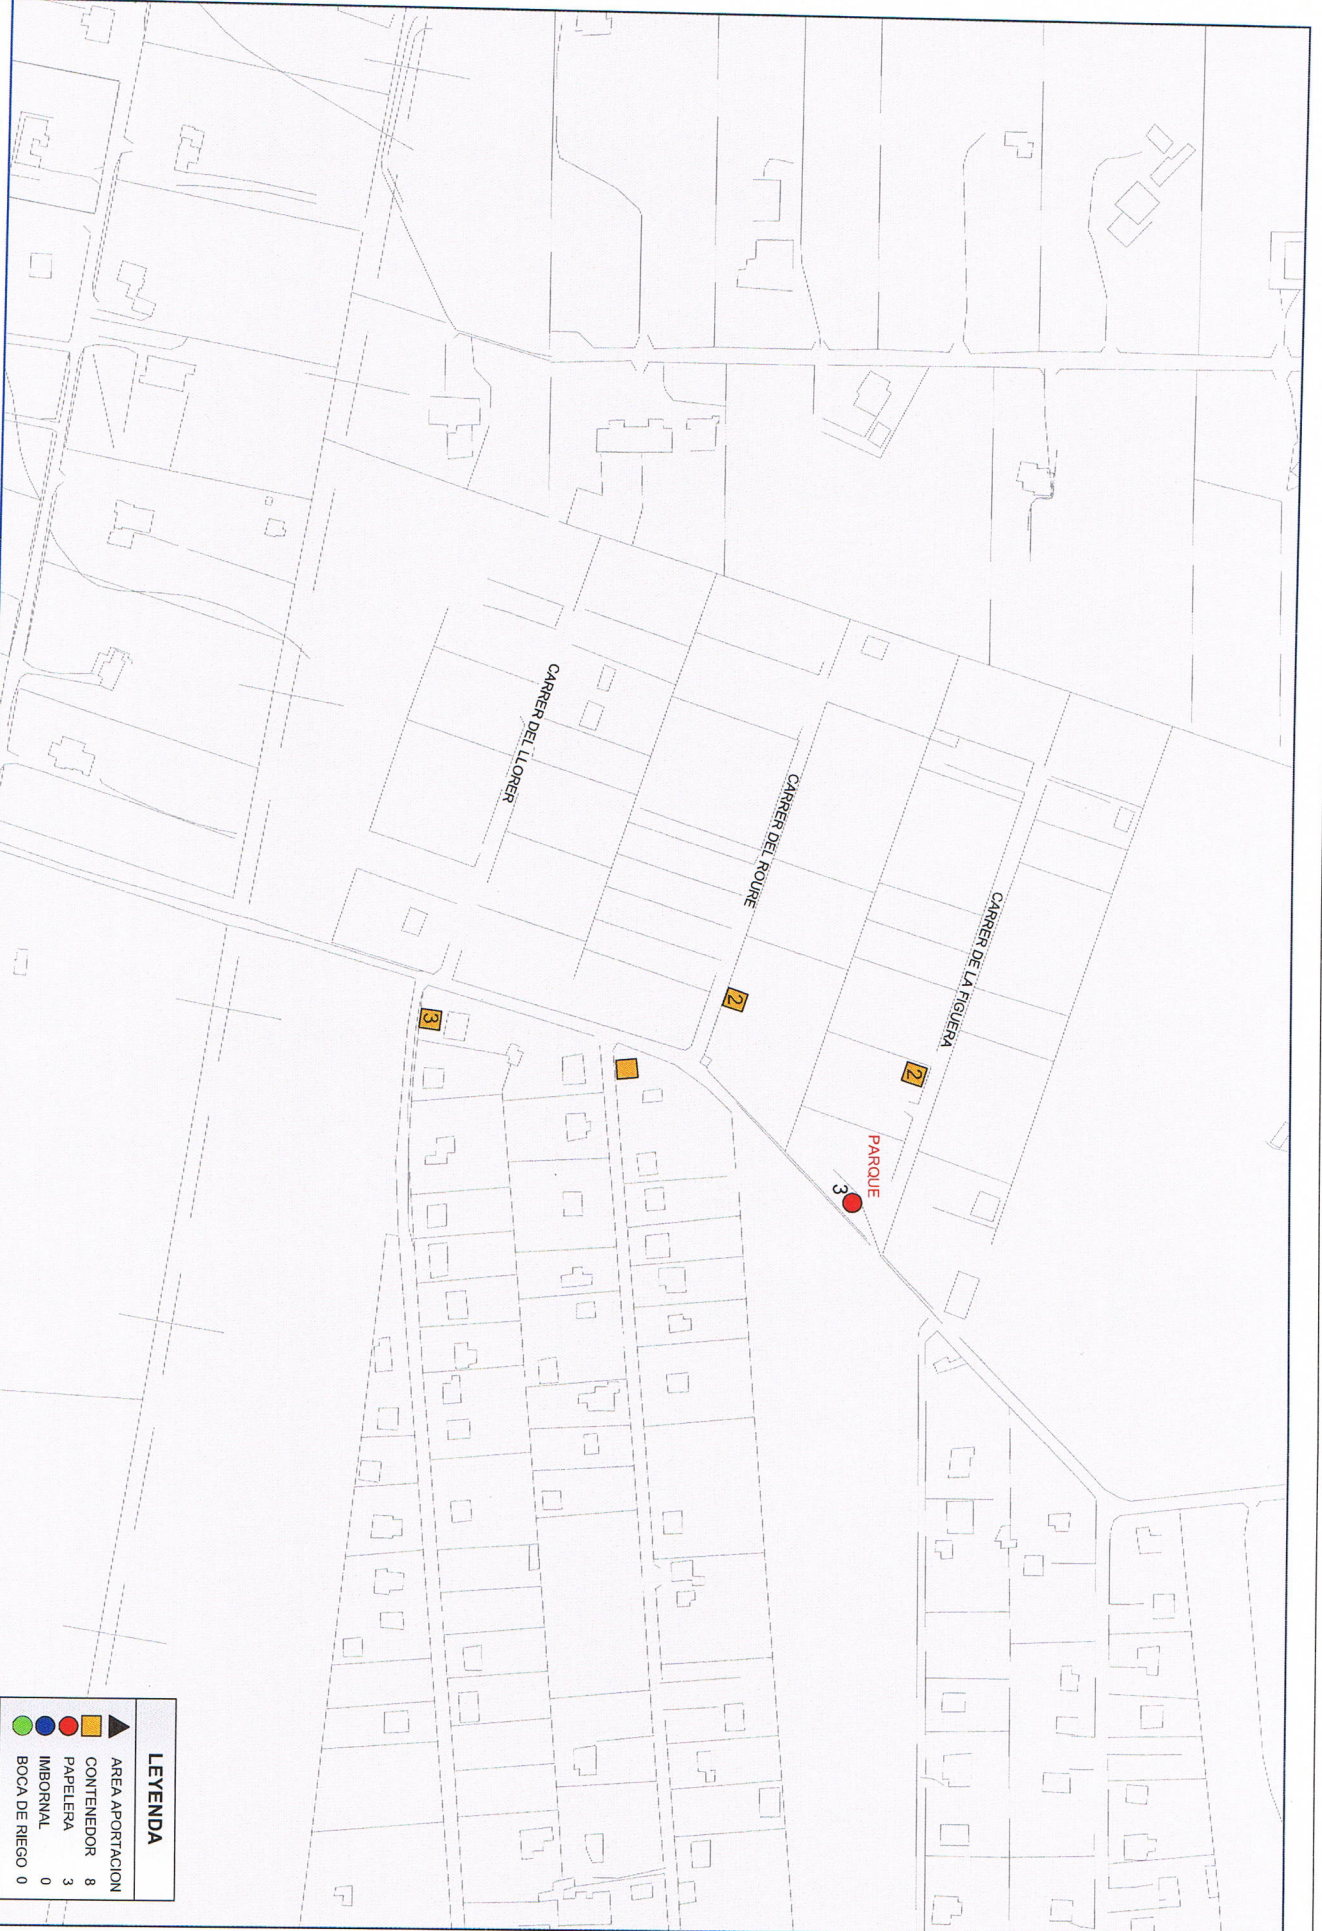 CARRER DEL LLORER
CARRER DEL ROURE
CARRER DE LA FIGUERA
2
2
3
PARQUE
3
LEYENDA
AREA APORTACION
CONTENEDOR 8
PAPELERA 3
IMBORNAL 0
BOCA DE RIEGO 0